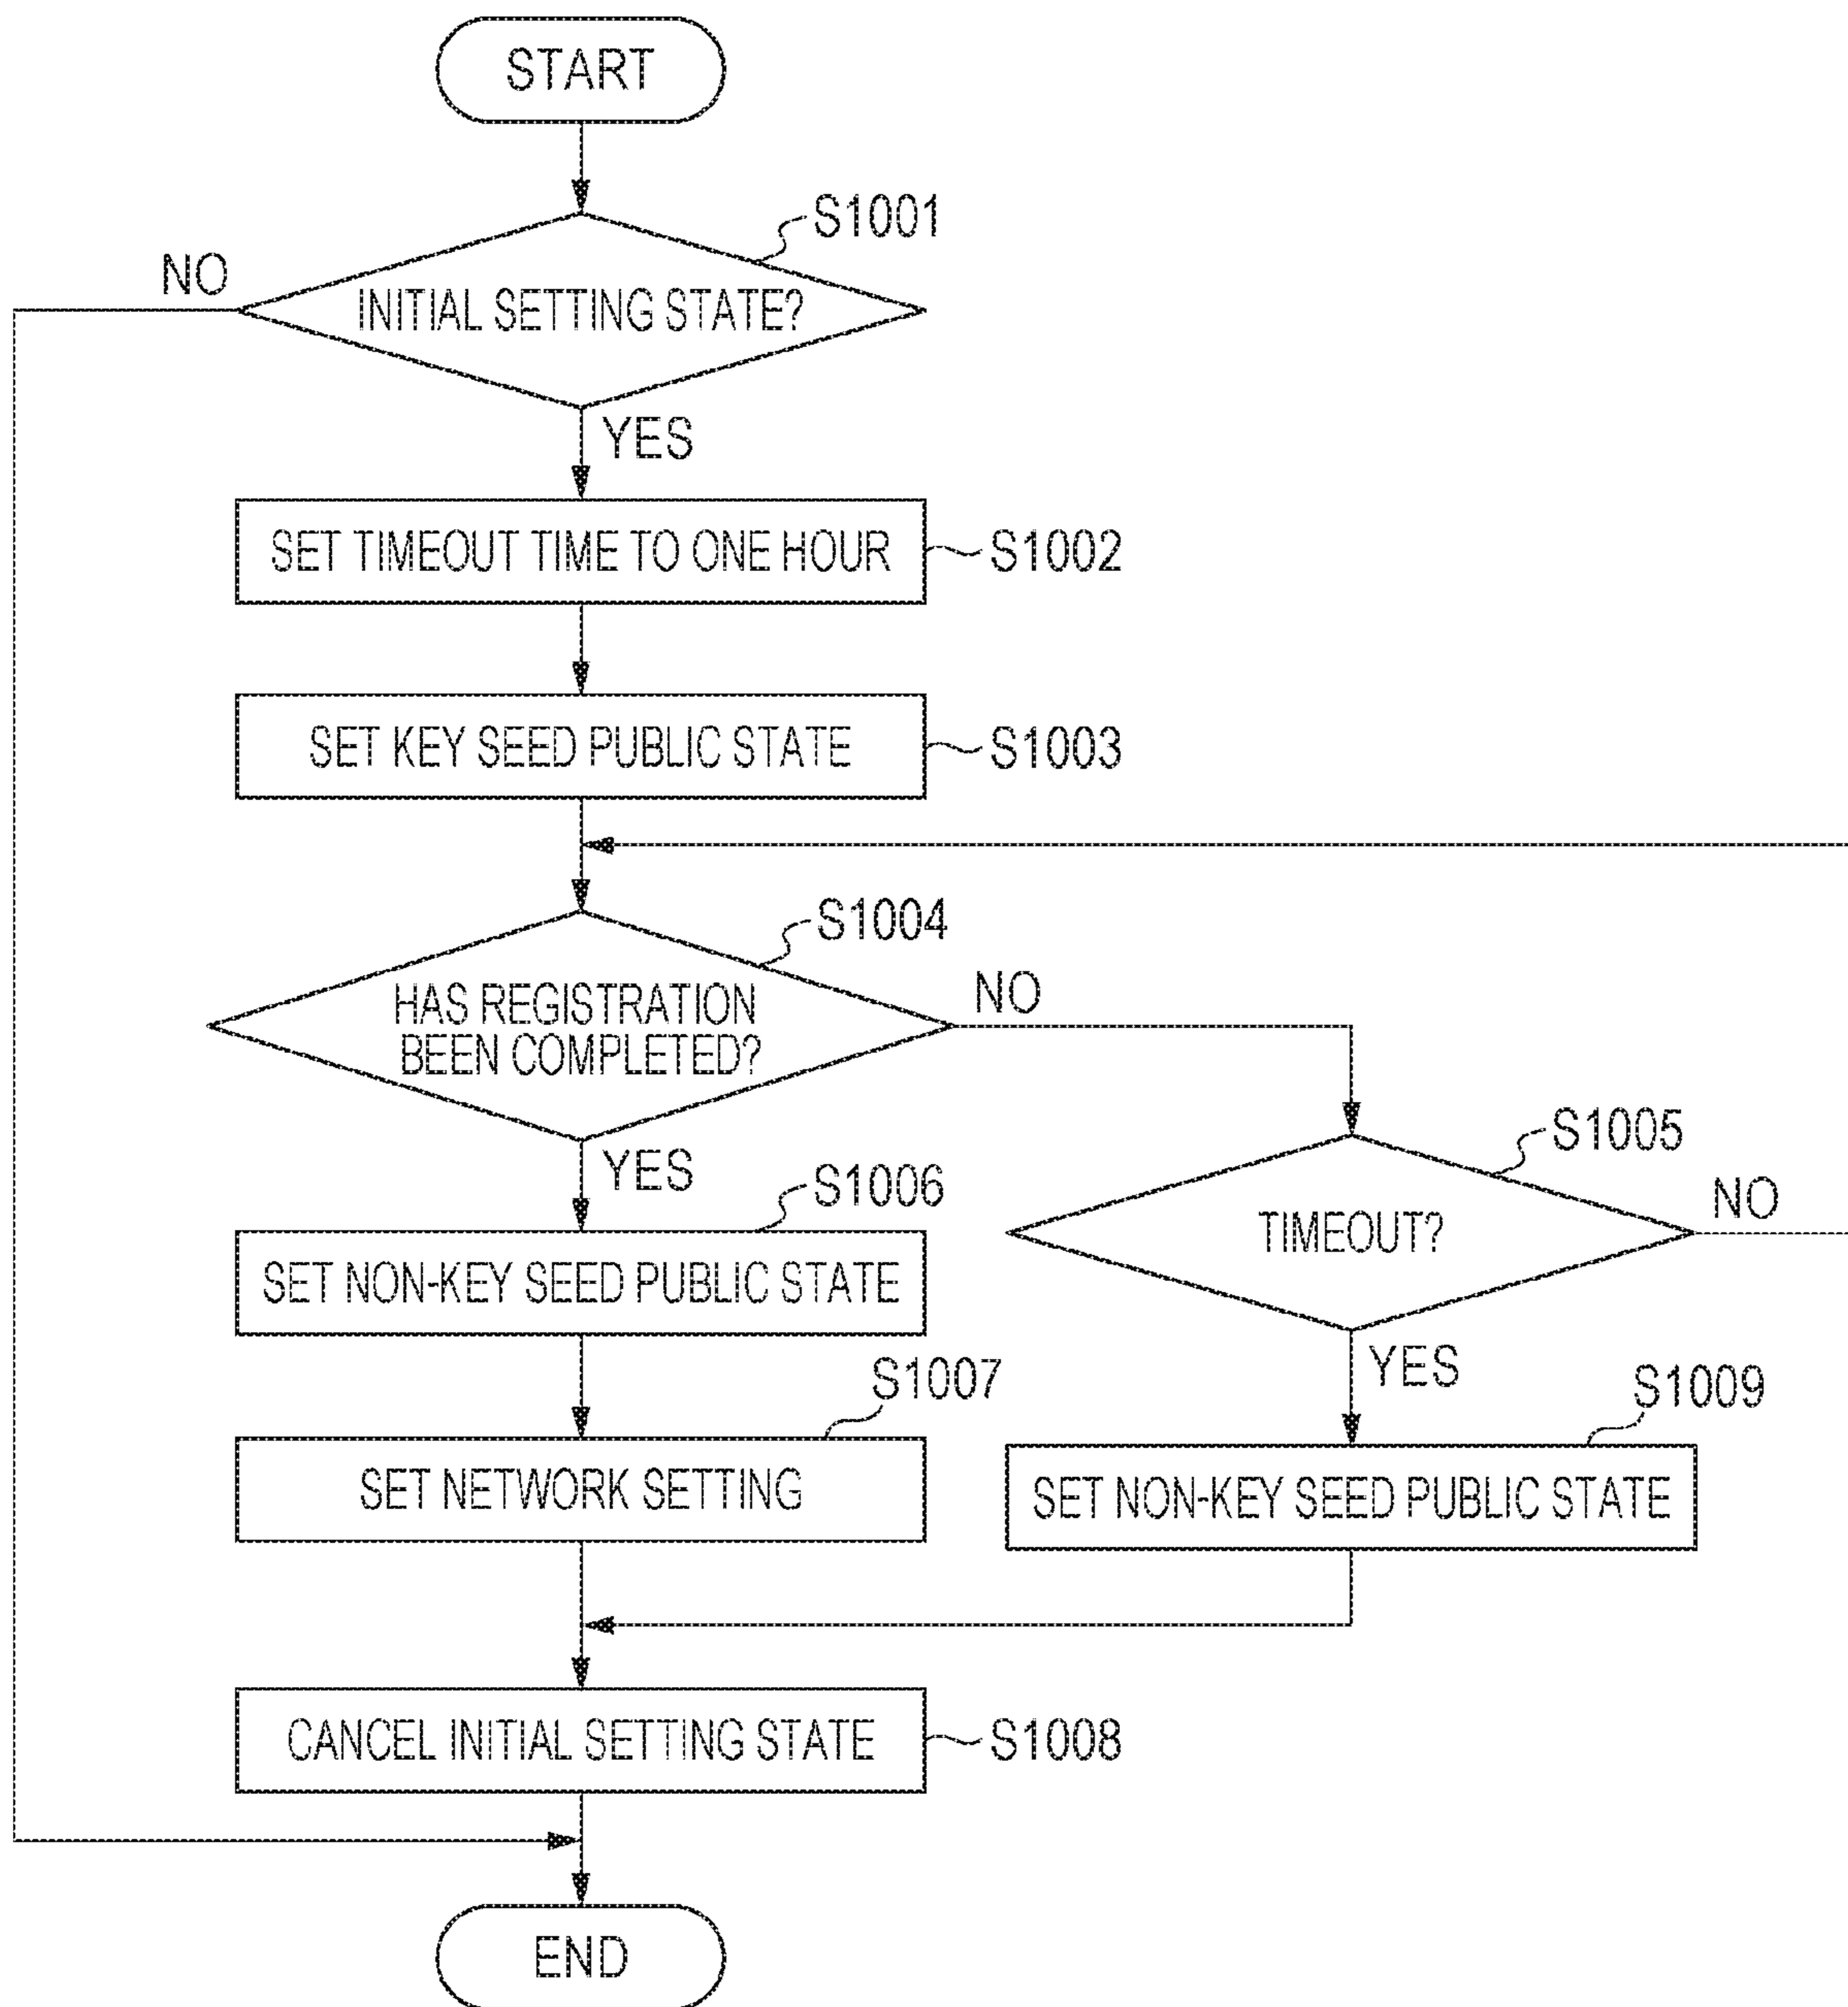 START
S1001
NO
INITIAL SETTING STATE?
YES
SET TIMEOUT TIME TO ONE HOUR
S1002
SET KEY SEED PUBLIC STATE
S1003
S1004
HAS REGISTRATION
BEEN COMPLETED?
NO
YES
S1005
TIMEOUT?
NO
S1006
SET NON-KEY SEED PUBLIC STATE
YES
S1007
SET NETWORK SETTING
S1009
SET NON-KEY SEED PUBLIC STATE
CANCEL INITIAL SETTING STATE
S1008
END